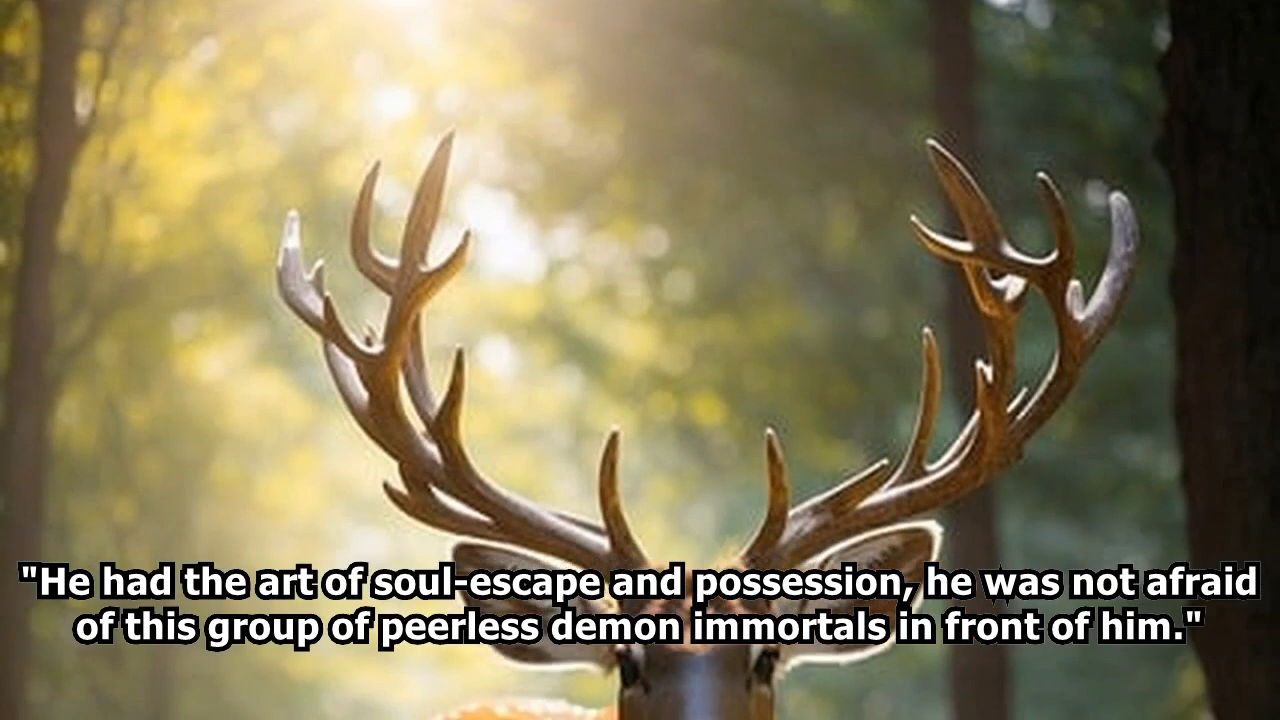 "He had the art of soul-escape and possession, he was not afraid
of this group of peerless demon immortals in front of him."